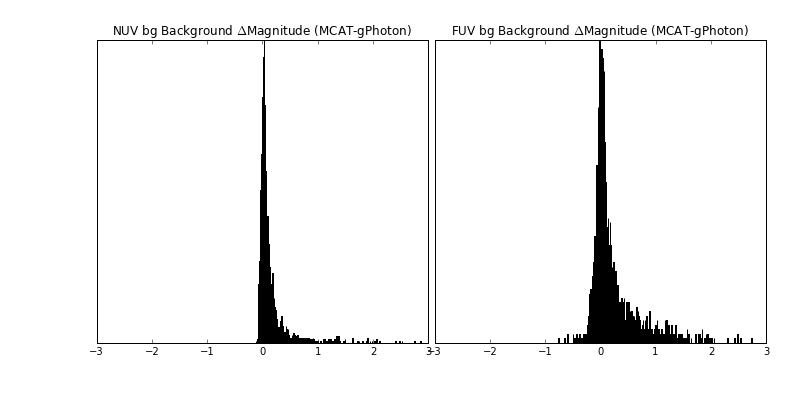 NUV bg Background ΔMagnitude (MCAT-gPhoton)
FUV bg Background ΔMagnitude (MCAT-gPhoton)
−3 −2 −1 0 1 2 3
−3 −2 −1 0 1 2 3